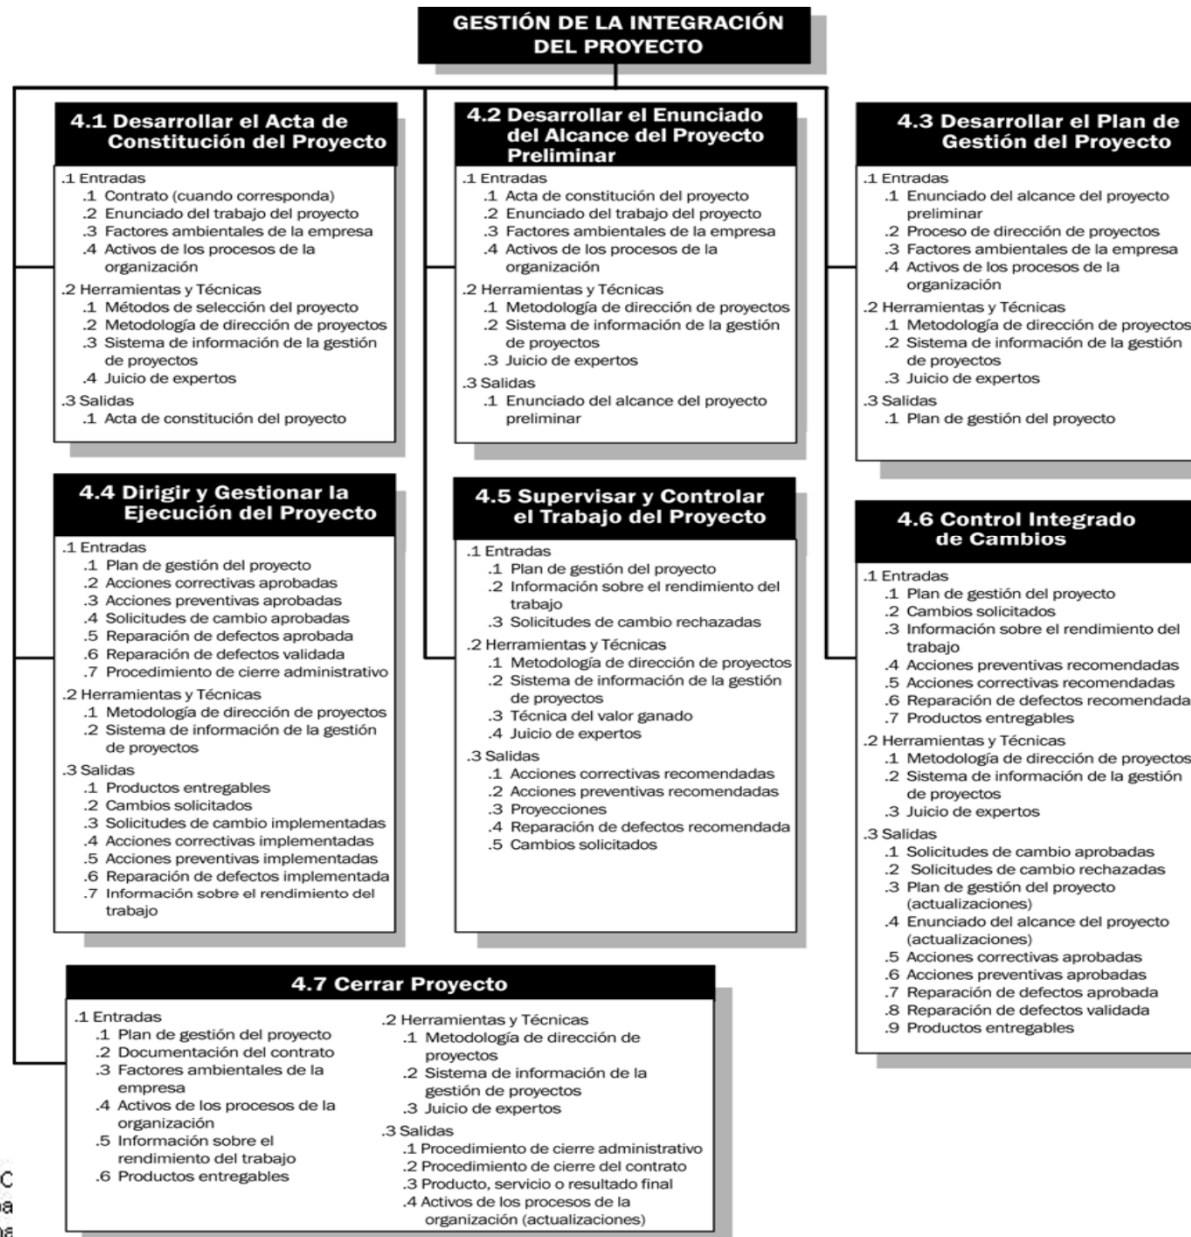 GESTIÓN DE LA INTEGRACIÓN
DEL PROYECTO
4.1 Desarrollar el Acta de
Constitución del Proyecto
.1 Entradas
.1 Contrato (cuando corresponda)
.2 Enunciado del trabajo del proyecto
.3 Factores ambientales de la empresa
.4 Activos de los procesos de la
organización
.2 Herramientas y Técnicas
.1 Métodos de selección del proyecto
.2 Metodología de dirección de proyectos
.3 Sistema de información de la gestión
de proyectos
.4 Juicio de expertos
.3 Salidas
.1 Acta de constitución del proyecto
4.2 Desarrollar el Enunciado
del Alcance del Proyecto
Preliminar
.1 Entradas
.1 Acta de constitución del proyecto
.2 Enunciado del trabajo del proyecto
.3 Factores ambientales de la empresa
.4 Activos de los procesos de la
organización
.2 Herramientas y Técnicas
.1 Metodología de dirección de proyectos
.2 Sistema de información de la gestión
de proyectos
.3 Juicio de expertos
.3 Salidas
.1 Enunciado del alcance del proyecto
preliminar
4.3 Desarrollar el Plan de
Gestión del Proyecto
.1 Entradas
.1 Enunciado del alcance del proyecto
preliminar
.2 Proceso de dirección de proyectos
.3 Factores ambientales de la empresa
.4 Activos de los procesos de la
organización
.2 Herramientas y Técnicas
.1 Metodología de dirección de proyectos
.2 Sistema de información de la gestión
de proyectos
.3 Juicio de expertos
.3 Salidas
.1 Plan de gestión del proyecto
4.4 Dirigir y Gestionar la
Ejecución del Proyecto
.1 Entradas
.1 Plan de gestión del proyecto
.2 Acciones correctivas aprobadas
.3 Acciones preventivas aprobadas
.4 Solicitudes de cambio aprobadas
.5 Reparación de defectos aprobada
.6 Reparación de defectos validada
.7 Procedimiento de cierre administrativo
.2 Herramientas y Técnicas
.1 Metodología de dirección de proyectos
.2 Sistema de información de la gestión
de proyectos
.3 Salidas
.1 Productos entregables
.2 Cambios solicitados
.3 Solicitudes de cambio implementadas
.4 Acciones correctivas implementadas
.5 Acciones preventivas implementadas
.6 Reparación de defectos implementada
.7 Información sobre el rendimiento del
trabajo
4.5 Supervisar y Controlar
el Trabajo del Proyecto
.1 Entradas
.1 Plan de gestión del proyecto
.2 Información sobre el rendimiento del
trabajo
.3 Solicitudes de cambio rechazadas
.2 Herramientas y Técnicas
.1 Metodología de dirección de proyectos
.2 Sistema de información de la gestión
de proyectos
.3 Técnica del valor ganado
.4 Juicio de expertos
.3 Salidas
.1 Acciones correctivas recomendadas
.2 Acciones preventivas recomendadas
.3 Proyecciones
.4 Reparación de defectos recomendada
.5 Cambios solicitados
4.6 Control Integrado
de Cambios
.1 Entradas
.1 Plan de gestión del proyecto
.2 Cambios solicitados
.3 Información sobre el rendimiento del
trabajo
.4 Acciones preventivas recomendadas
.5 Acciones correctivas recomendadas
.6 Reparación de defectos recomendada
.7 Productos entregables
.2 Herramientas y Técnicas
.1 Metodología de dirección de proyectos
.2 Sistema de información de la gestión
de proyectos
.3 Juicio de expertos
.3 Salidas
.1 Solicitudes de cambio aprobadas
.2 Solicitudes de cambio rechazadas
.3 Plan de gestión del proyecto
(actualizaciones)
.4 Enunciado del alcance del proyecto
(actualizaciones)
.5 Acciones correctivas aprobadas
.6 Acciones preventivas aprobadas
.7 Reparación de defectos aprobada
.8 Reparación de defectos validada
.9 Productos entregables
4.7 Cerrar Proyecto
.1 Entradas
.1 Plan de gestión del proyecto
.2 Documentación del contrato
.3 Factores ambientales de la
empresa
.4 Activos de los procesos de la
organización
.5 Información sobre el
rendimiento del trabajo
.6 Productos entregables
.2 Herramientas y Técnicas
.1 Metodología de dirección de
proyectos
.2 Sistema de información de la
gestión de proyectos
.3 Juicio de expertos
.3 Salidas
.1 Procedimiento de cierre administrativo
.2 Procedimiento de cierre del contrato
.3 Producto, servicio o resultado final
.4 Activos de los procesos de la
organización (actualizaciones)